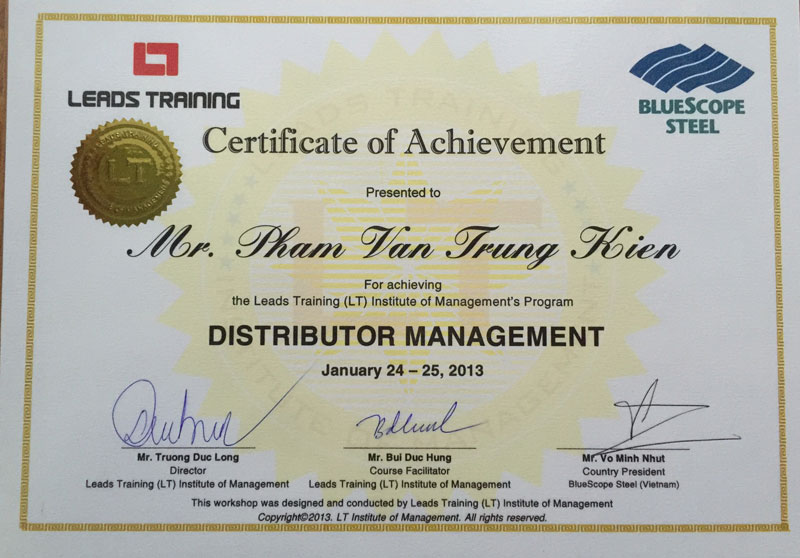 LEADS TRAINING
BLUESCOPE
STEEL
LT
Certificate of Achievement
Presented to
Mr. Pham Van Trung Kien
For achieving
the Leads Training (LT) Institute of Management's Program
DISTRIBUTOR MANAGEMENT
January 24 – 25, 2013
Mr. Truong Duc Long
Director
Leads Training (LT) Institute of Management
Mr. Bui Duc Hung
Course Facilitator
Leads Training (LT) Institute of Management
Mr. Vo Minh Nhut
Country President
BlueScope Steel (Vietnam)
This workshop was designed and conducted by Leads Training (LT) Institute of Management
Copyright©2013. LT Institute of Management. All rights reserved.